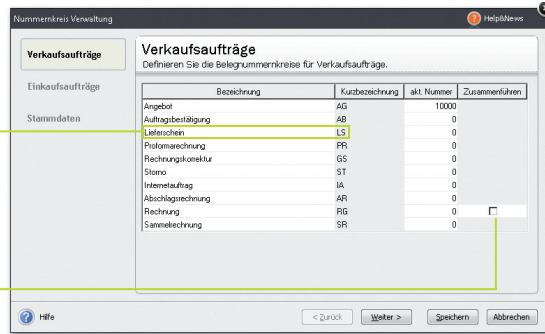 Nummernkreis Verwaltung
Help&News
Verkaufsaufträge
Einkaufsaufträge
Stammdaten
Verkaufsaufträge
Definieren Sie die Belegnummernkreise für Verkaufsaufträge.
Bezeichnung Kurzbezeichnung akt. Nummer Zusammenführen
Angebot AG 10000
Auftragsbestätigung AB 0
Lieferschein LS 0
Proformarechnung PR 0
Rechnungskorrektur GS 0
Storno ST 0
Internetauftrag IA 0
Abschlagsrechnung AR 0
Rechnung RG 0
Sammelrechnung SR 0
Hilfe
< Zurück
Weiter >
Speichern
Abbrechen